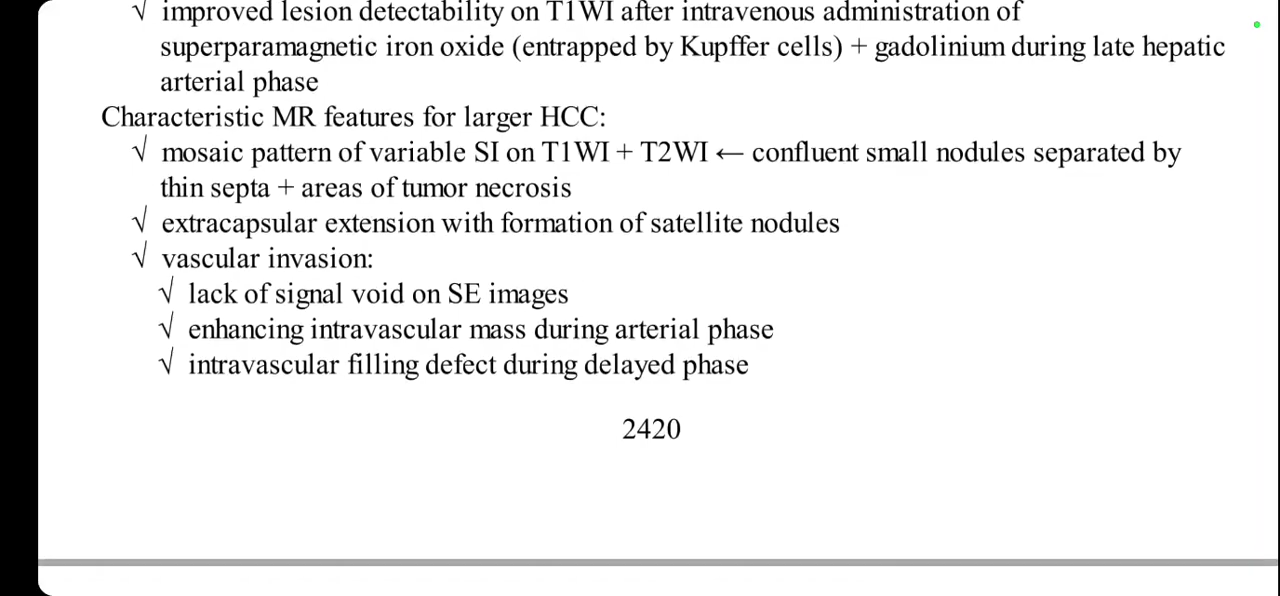 √ improved lesion detectability on T1WI after intravenous administration of
superparamagnetic iron oxide (entrapped by Kupffer cells) + gadolinium during late hepatic
arterial phase
Characteristic MR features for larger HCC:
√ mosaic pattern of variable SI on T1WI + T2WI ← confluent small nodules separated by
thin septa + areas of tumor necrosis
√ extracapsular extension with formation of satellite nodules
√ vascular invasion:
√ lack of signal void on SE images
√ enhancing intravascular mass during arterial phase
√ intravascular filling defect during delayed phase
2420